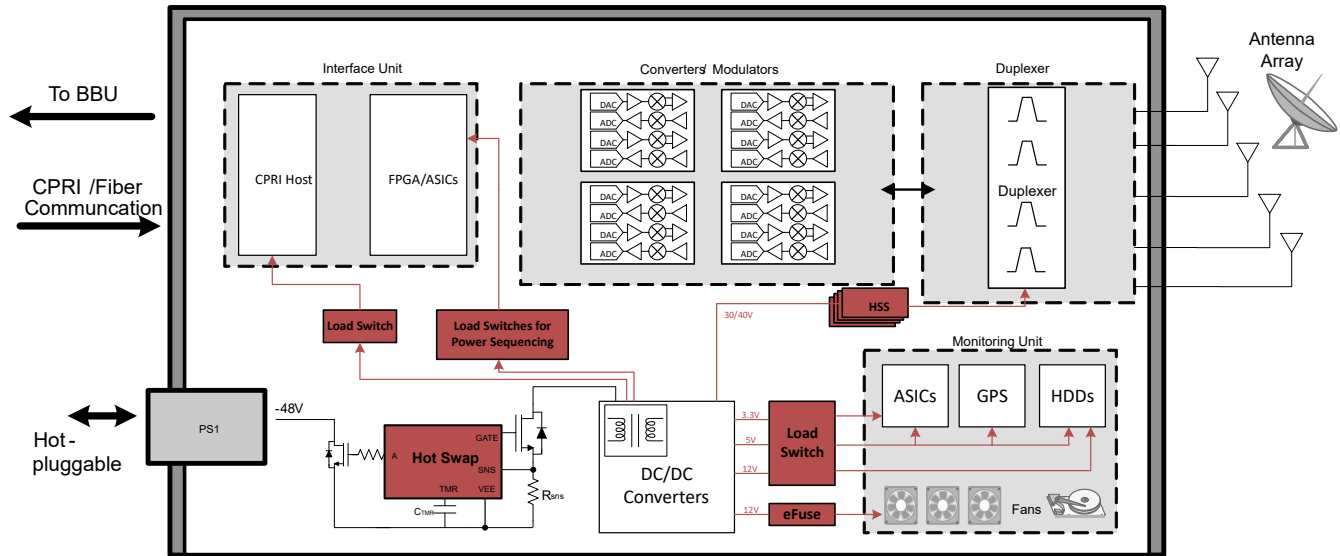 Interface Unit
Converters/ Modulators
Duplexer
Antenna
Array
To BBU
CPRI /Fiber
Communcation
CPRI Host
FPGA/ASICs
DAC
ADC
DAC
ADC
DAC
ADC
DAC
ADC
DAC
ADC
DAC
ADC
DAC
ADC
DAC
ADC
Duplexer
Load Switch
Load Switches for
Power Sequencing
30/40V
HSS
Monitoring Unit
ASICs
GPS
HDDs
Hot-
pluggable
PS1
-48V
Hot Swap
A
GATE
SNS
TMR
VEE
CTMR
Rsns
DC/DC
Converters
3.3V
5V
12V
12V
Load
Switch
eFuse
Fans